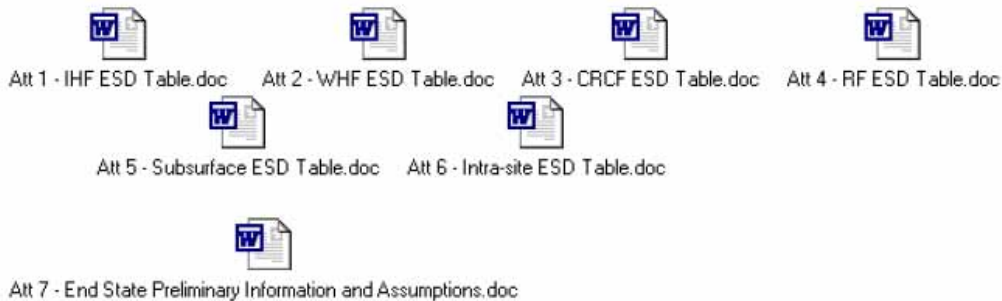 Att 1 - IHF ESD Table.doc Att 2 - WHF ESD Table.doc Att 3 - CRCF ESD Table.doc Att 4 - RF ESD Table.doc
Att 5 - Subsurface ESD Table.doc Att 6 - Intra-site ESD Table.doc
Att 7 - End State Preliminary Information and Assumptions.doc